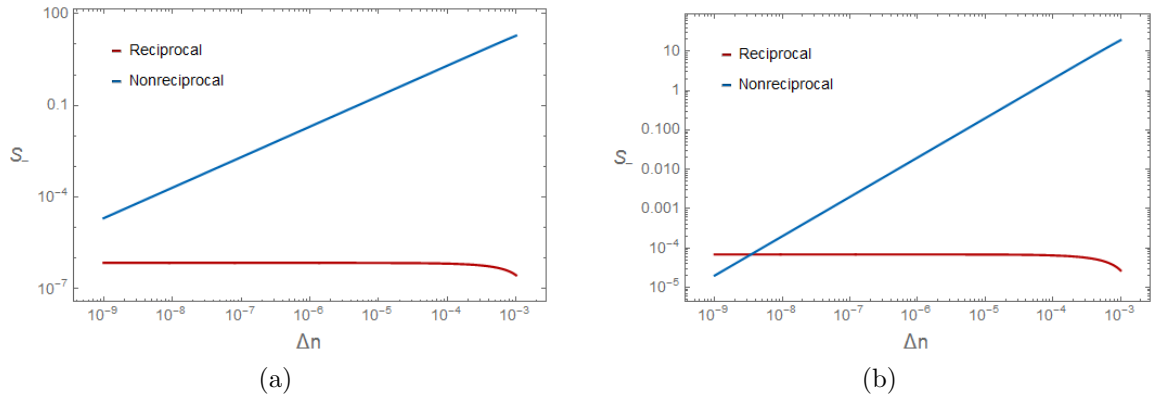 100
Reciprocal
Nonreciprocal
0.1
S_
10⁻⁴
10⁻⁷
10⁻⁹ 10⁻⁸ 10⁻⁷ 10⁻⁶ 10⁻⁵ 10⁻⁴ 10⁻³
Δn
(a)
10
Reciprocal
Nonreciprocal
1
0.100
0.010
S_
0.001
10⁻⁴
10⁻⁵
10⁻⁹ 10⁻⁸ 10⁻⁷ 10⁻⁶ 10⁻⁵ 10⁻⁴ 10⁻³
Δn
(b)